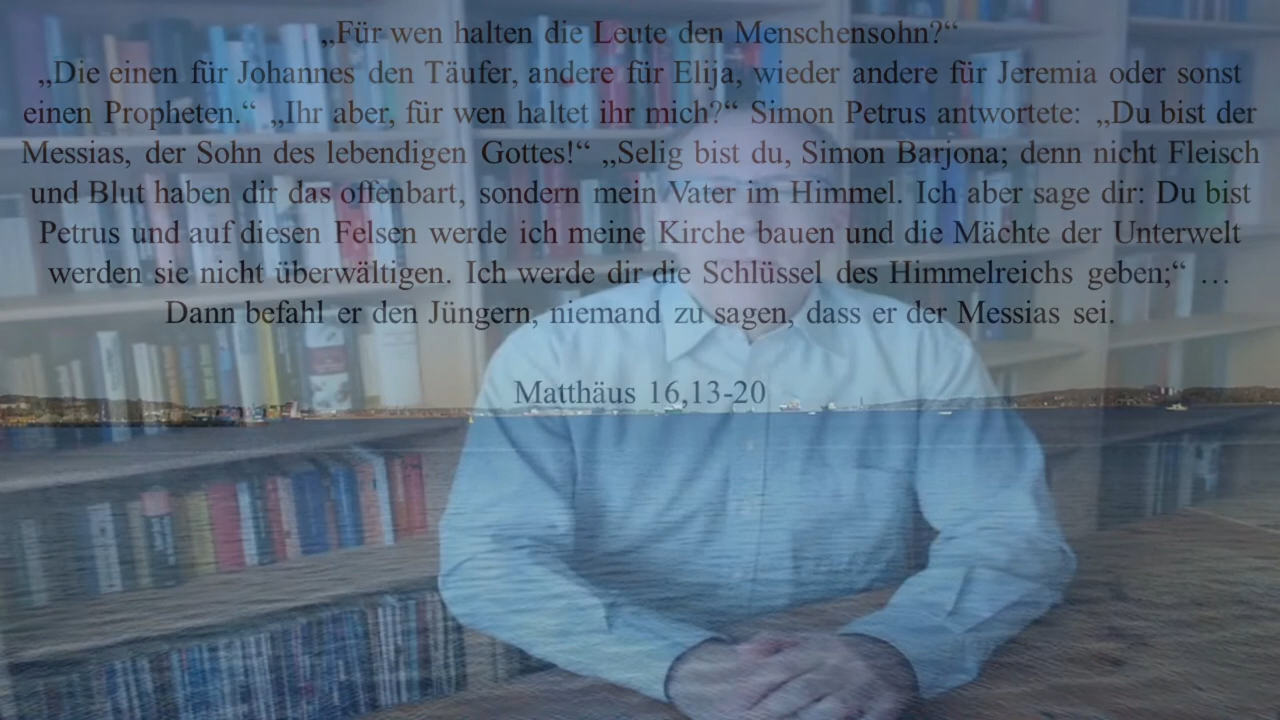 „Für wen halten die Leute den Menschensohn?“
„Die einen für Johannes den Täufer, andere für Elija, wieder andere für Jeremia oder sonst
einen Propheten.“ „Ihr aber, für wen haltet ihr mich?“ Simon Petrus antwortete: „Du bist der
Messias, der Sohn des lebendigen Gottes!“ „Selig bist du, Simon Barjona; denn nicht Fleisch
und Blut haben dir das offenbart, sondern mein Vater im Himmel. Ich aber sage dir: Du bist
Petrus und auf diesen Felsen werde ich meine Kirche bauen und die Mächte der Unterwelt
werden sie nicht überwältigen. Ich werde dir die Schlüssel des Himmelreichs geben;“ …
Dann befahl er den Jüngern, niemand zu sagen, dass er der Messias sei.
Matthäus 16,13-20